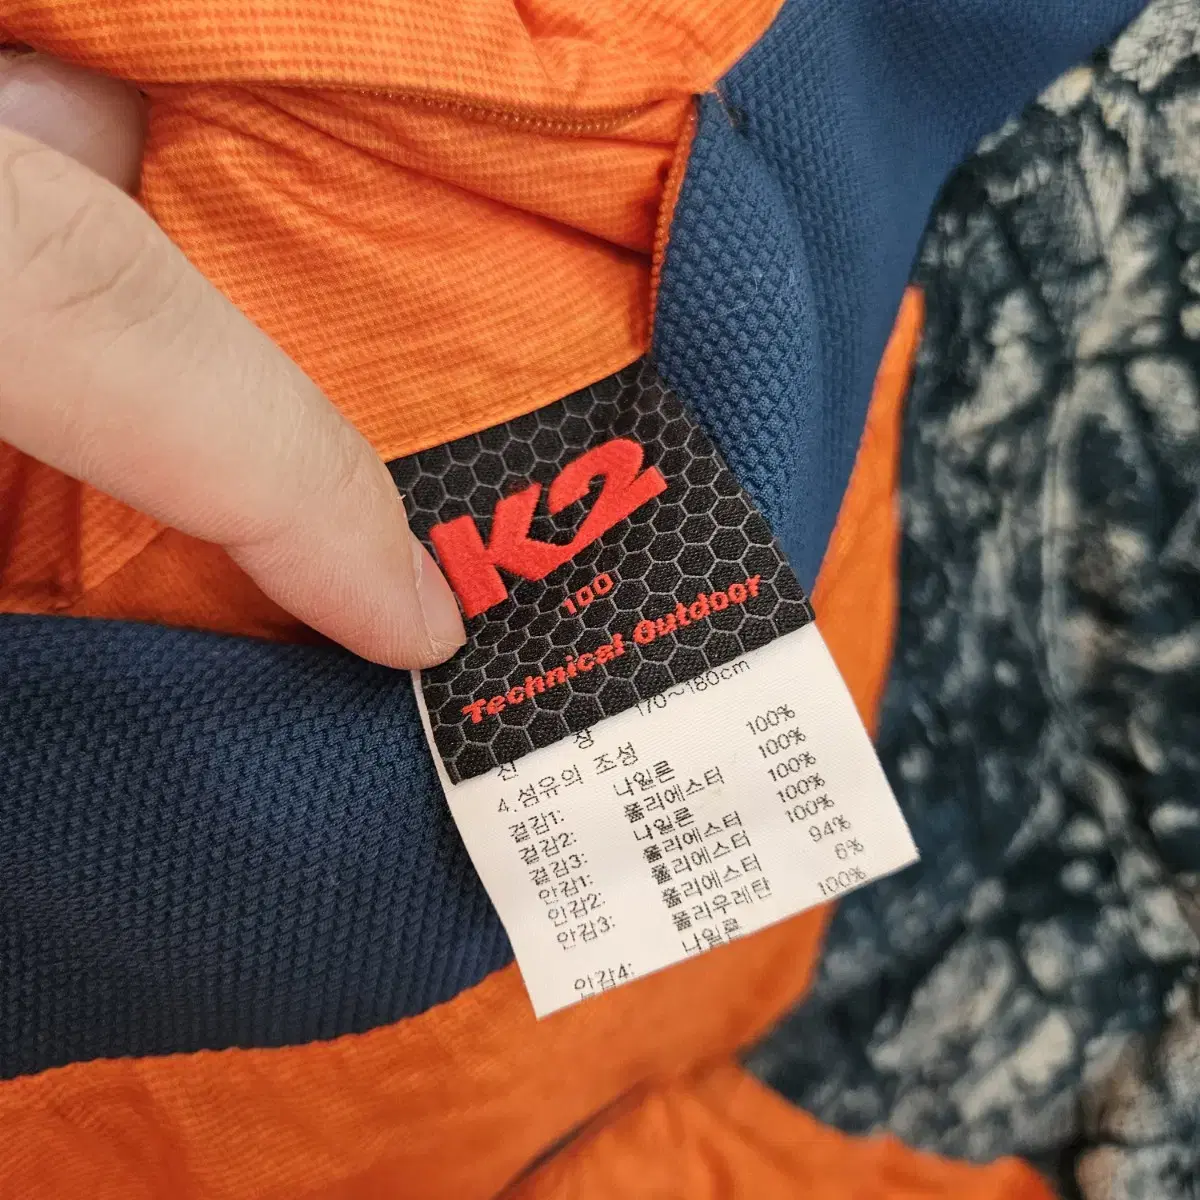 K2
100
Technical Outdoor
신 장 170~180cm
4.섬유의 조성
겉감1: 나일론 100%
겉감2: 폴리에스터 100%
겉감3: 나일론 100%
안감1: 폴리에스터 100%
안감2: 폴리에스터 100%
안감3: 폴리에스터 94%
폴리우레탄 6%
안감4: 나일론 100%